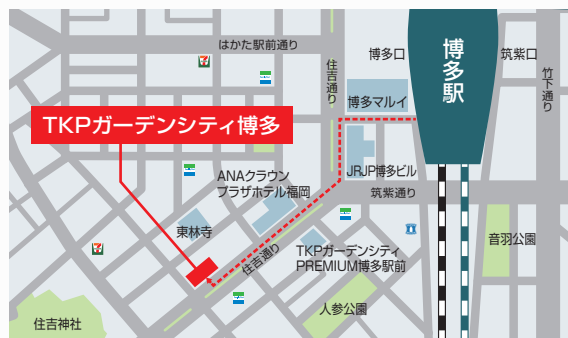 はかた駅前通り
住吉通り
博多口
博多駅
筑紫口
竹下通り
博多マルイ
TKPガーデンシティ博多
JRJP博多ビル
ANAクラウン
プラザホテル福岡
筑紫通り
東林寺
住吉通り
TKPガーデンシティ
PREMIUM博多駅前
音羽公園
人参公園
住吉神社